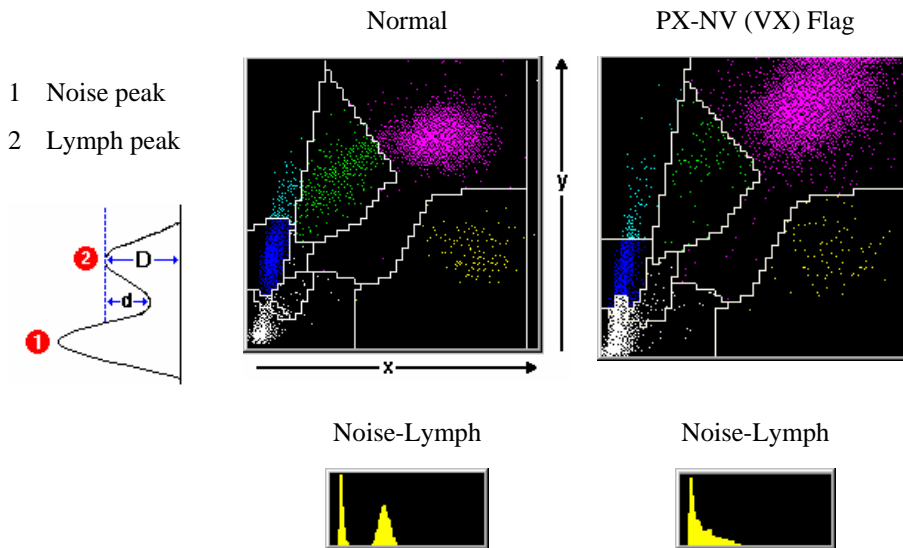 Normal
PX-NV (VX) Flag
1 Noise peak
2 Lymph peak
2
D
d
1
y
x
Noise-Lymph
Noise-Lymph